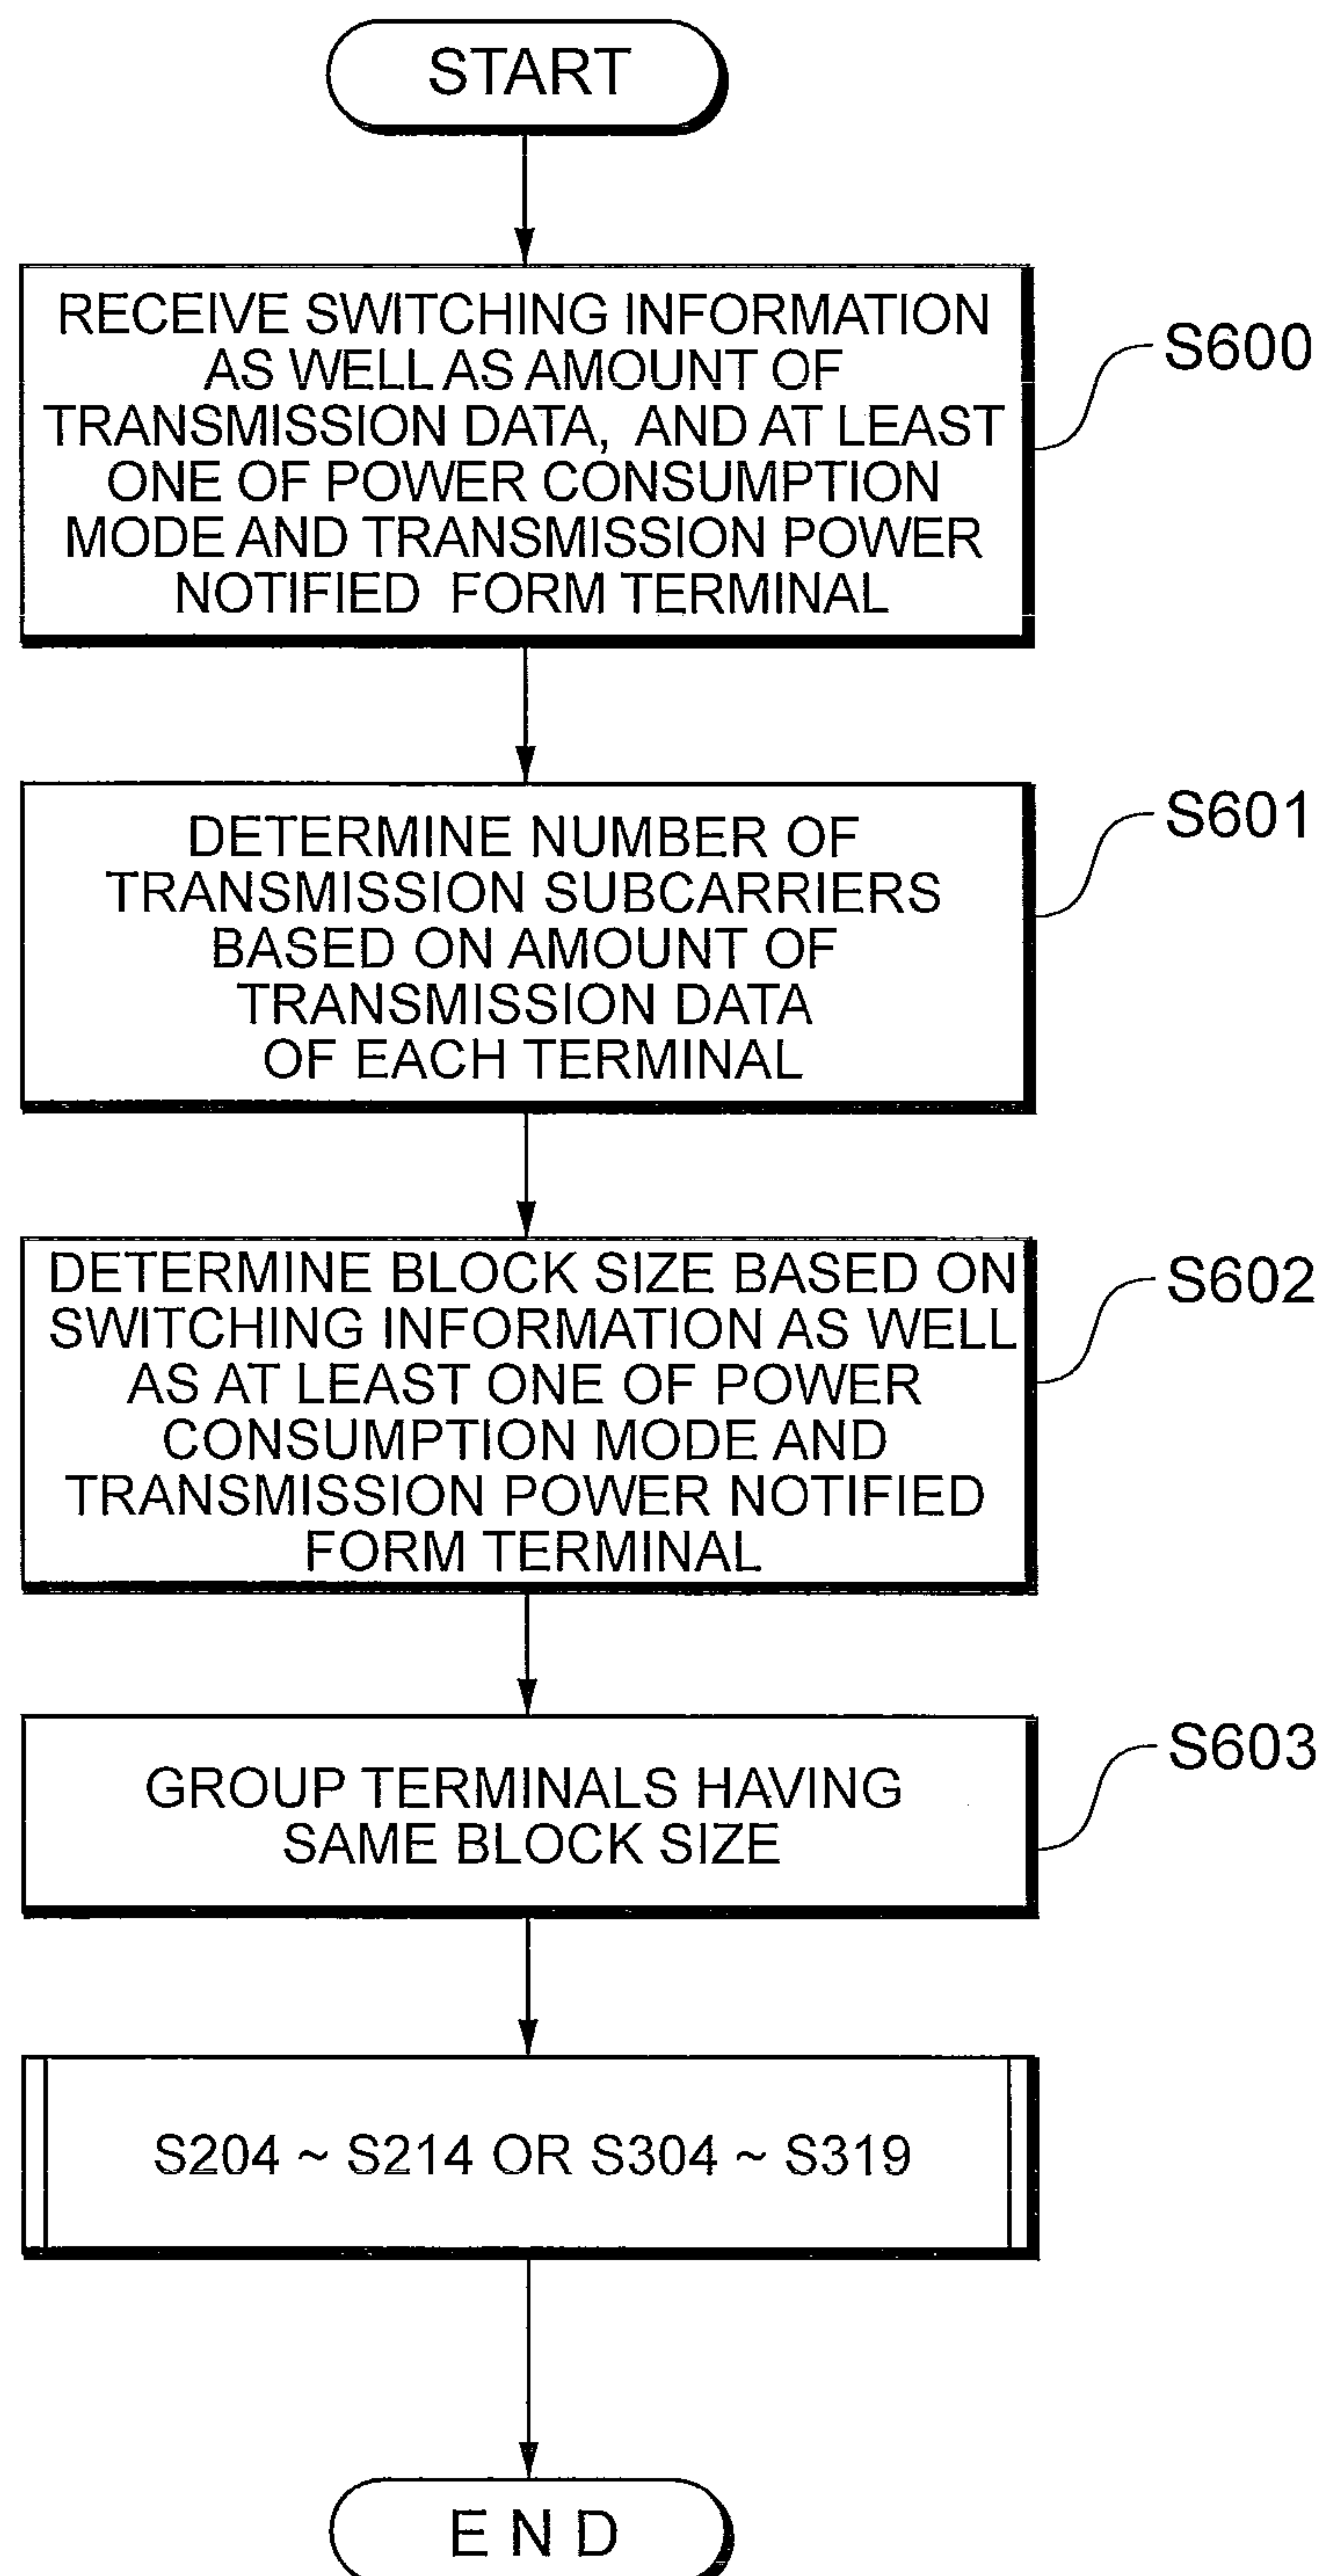 START
RECEIVE SWITCHING INFORMATION
AS WELL AS AMOUNT OF
TRANSMISSION DATA, AND AT LEAST
ONE OF POWER CONSUMPTION
MODE AND TRANSMISSION POWER
NOTIFIED FORM TERMINAL
S600
DETERMINE NUMBER OF
TRANSMISSION SUBCARRIERS
BASED ON AMOUNT OF
TRANSMISSION DATA
OF EACH TERMINAL
S601
DETERMINE BLOCK SIZE BASED ON
SWITCHING INFORMATION AS WELL
AS AT LEAST ONE OF POWER
CONSUMPTION MODE AND
TRANSMISSION POWER NOTIFIED
FORM TERMINAL
S602
GROUP TERMINALS HAVING
SAME BLOCK SIZE
S603
S204 ~ S214 OR S304 ~ S319
END